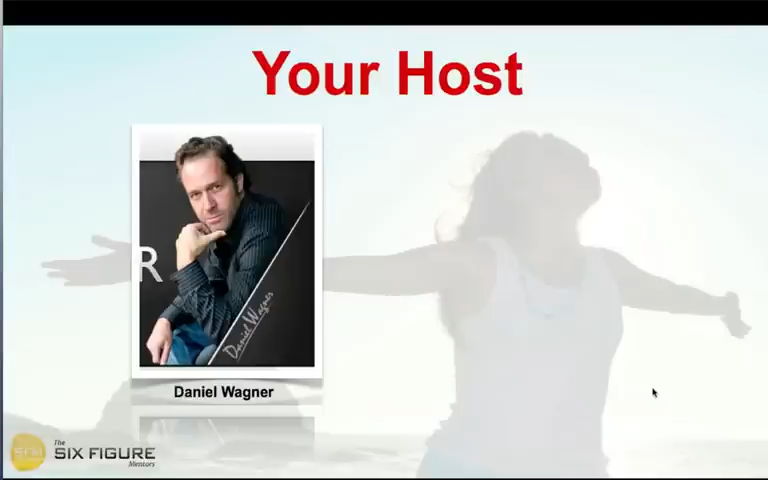 Your Host
R
Daniel Wagner
Daniel Wagner
SFM
The
SIX FIGURE
Mentors